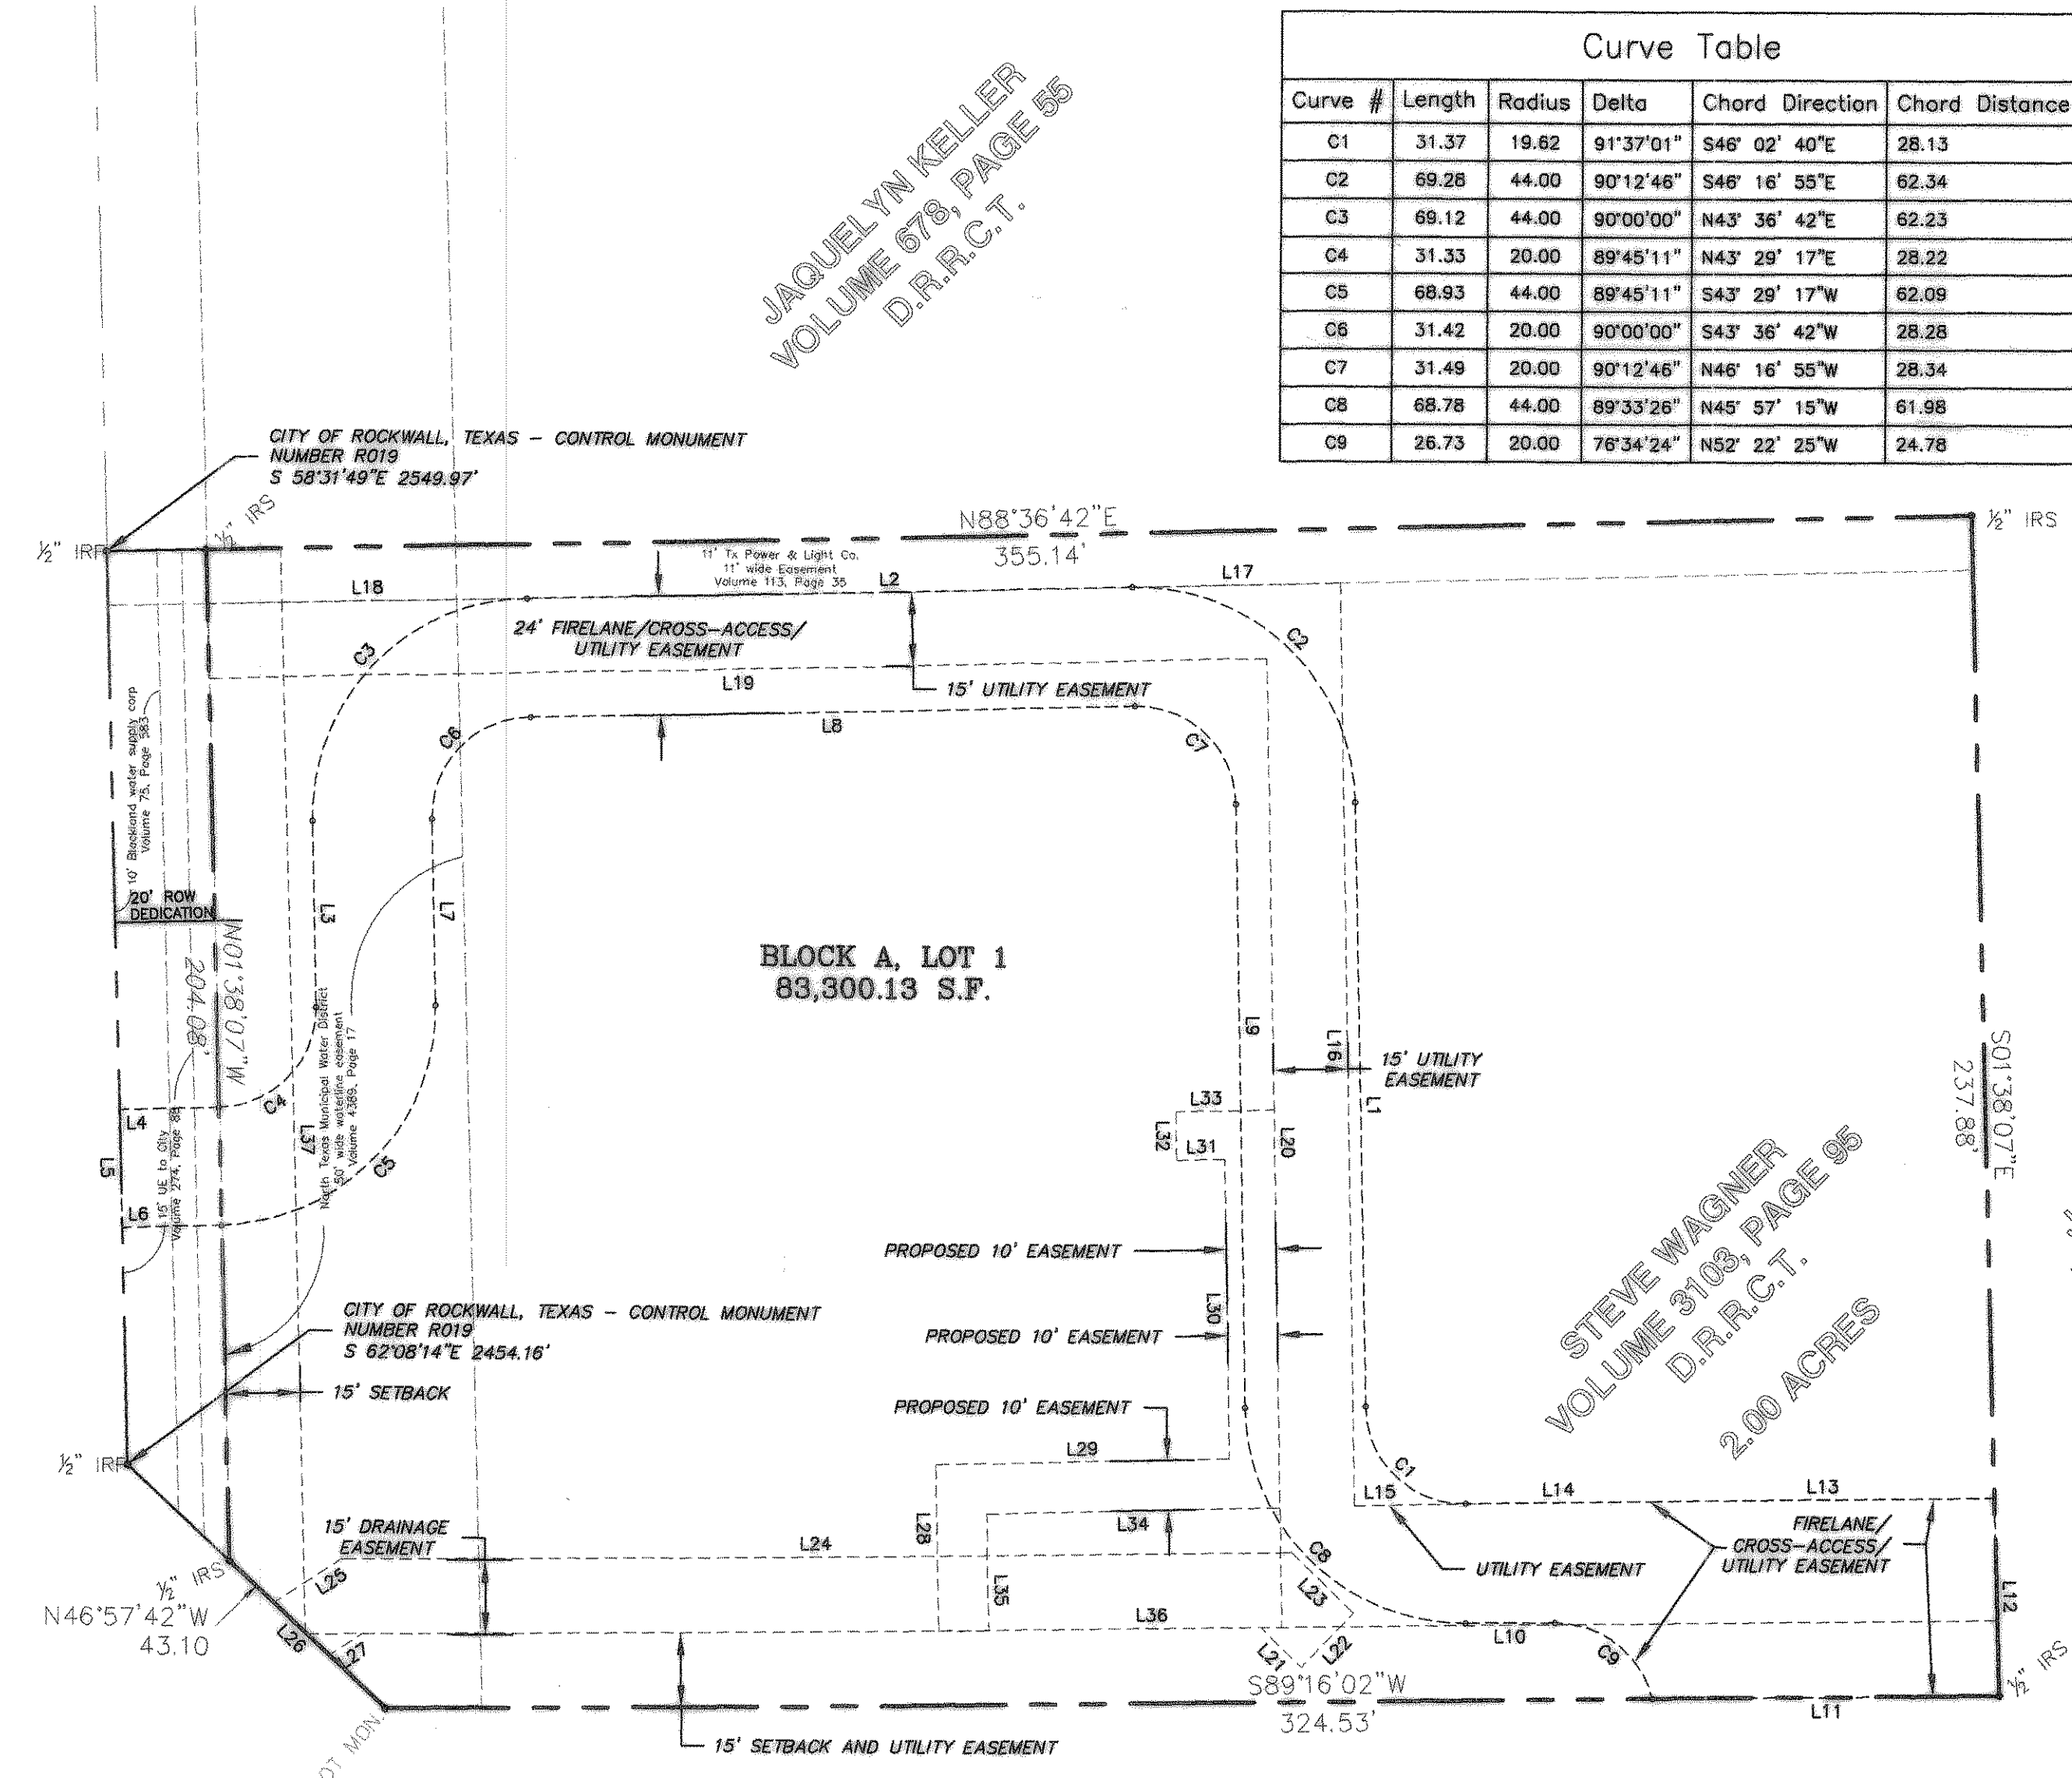 Curve Table
Curve # Length Radius Delta Chord Direction Chord Distance
C1 31.37 19.62 91°37'01" S46° 02' 40"E 28.13
C2 69.28 44.00 90°12'46" S46° 16' 55"E 62.34
C3 69.12 44.00 90°00'00" N43° 36' 42"E 62.23
C4 31.33 20.00 89°45'11" N43° 29' 17"E 28.22
C5 68.93 44.00 89°45'11" S43° 29' 17"W 62.09
C6 31.42 20.00 90°00'00" S43° 36' 42"W 28.28
C7 31.49 20.00 90°12'46" N46° 16' 55"W 28.34
C8 68.78 44.00 89°33'26" N45° 57' 15"W 61.98
C9 26.73 20.00 76°34'24" N52° 22' 25"W 24.78
JAQUELYN KELLER
VOLUME 678, PAGE 55
D.R.R.C.T.
CITY OF ROCKWALL, TEXAS – CONTROL MONUMENT
NUMBER R019
S 58°31'49"E 2549.97'
½" IRF
½" IRS
N88°36'42"E
355.14'
½" IRS
11' Tx Power & Light Co.
11' wide Easement
Volume 113, Page 35
L18
L2
L17
C3
24' FIRELANE/CROSS-ACCESS/
UTILITY EASEMENT
C2
L19
15' UTILITY EASEMENT
C6
L8
C7
10' Blackland water supply corp
Volume 75, Page 583
20' ROW
DEDICATION
L3
L7
N01°38'07"W
204.08'
BLOCK A, LOT 1
83,300.13 S.F.
North Texas Municipal Water District
50' wide waterline easement
Volume 4389, Page 17
L9
L16
15' UTILITY
EASEMENT
S01°38'07"E
237.88'
L4
C4
L37
L33
L32
L31
L20
L1
L5
C5
L6
15' UE to City
Volume 274, Page 88
STEVE WAGNER
VOLUME 3103, PAGE 95
D.R.R.C.T.
2.00 ACRES
PROPOSED 10' EASEMENT
L30
CITY OF ROCKWALL, TEXAS – CONTROL MONUMENT
NUMBER R019
S 62°08'14"E 2454.16'
PROPOSED 10' EASEMENT
15' SETBACK
PROPOSED 10' EASEMENT
½" IRF
L29
C1
L15
L14
L13
15' DRAINAGE
EASEMENT
L28
L34
L24
C8
FIRELANE/
CROSS-ACCESS/
UTILITY EASEMENT
UTILITY EASEMENT
½" IRS
L25
L35
L23
L12
N46°57'42"W
43.10
L26
L27
L36
L21
L22
L10
C9
½" IRS
S89°16'02"W
324.53'
L11
15' SETBACK AND UTILITY EASEMENT
MON.